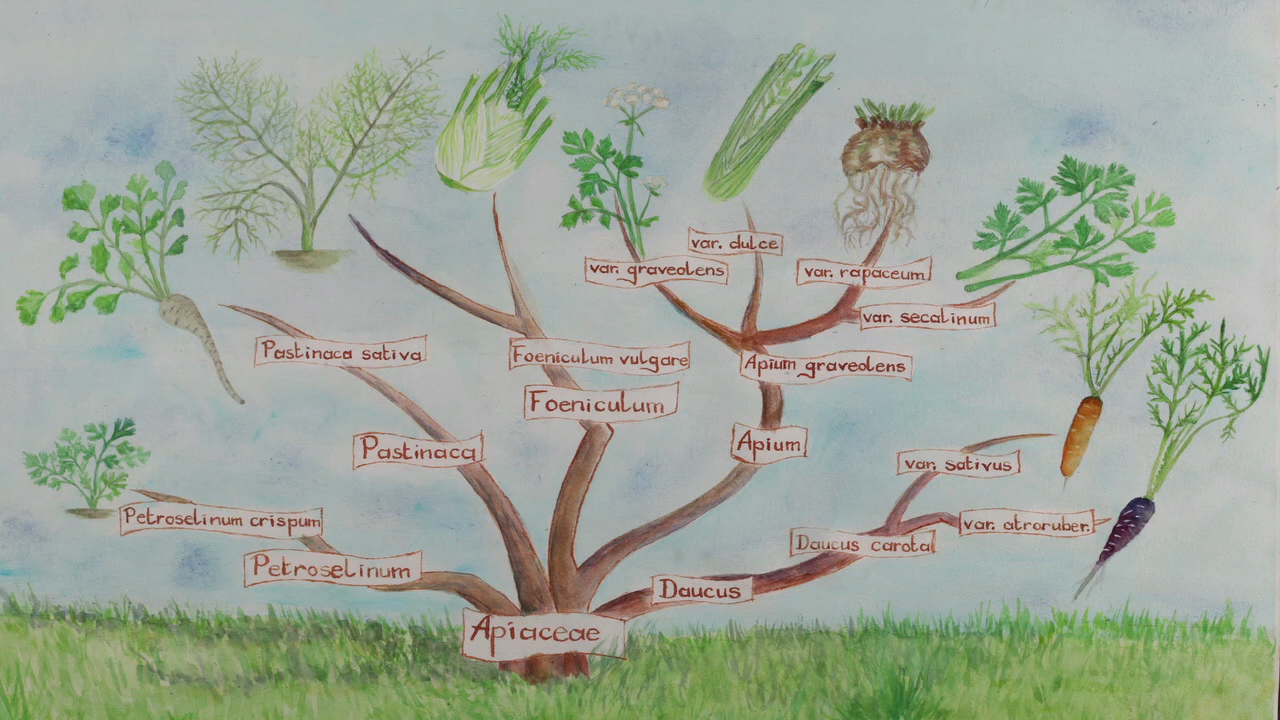 var. dulce
var. graveolens
var. rapaceum
var. secalinum
Pastinaca sativa
Foeniculum vulgare
Apium graveolens
Foeniculum
Pastinaca
Apium
var. sativus
Petroselinum crispum
var. atroruber.
Daucus carota
Petroselinum
Daucus
Apiaceae